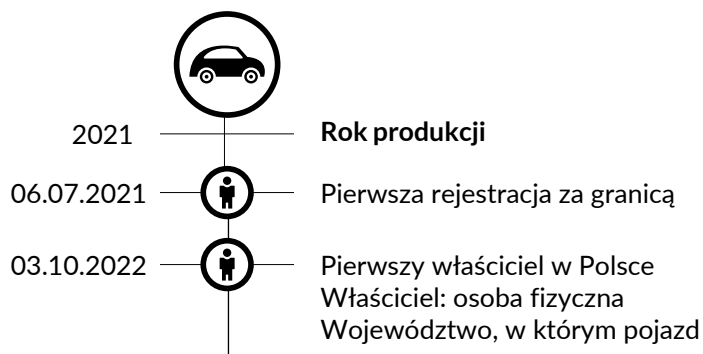 2021 Rok produkcji
06.07.2021 Pierwsza rejestracja za granicą
03.10.2022 Pierwszy właściciel w Polsce
Właściciel: osoba fizyczna
Województwo, w którym pojazd